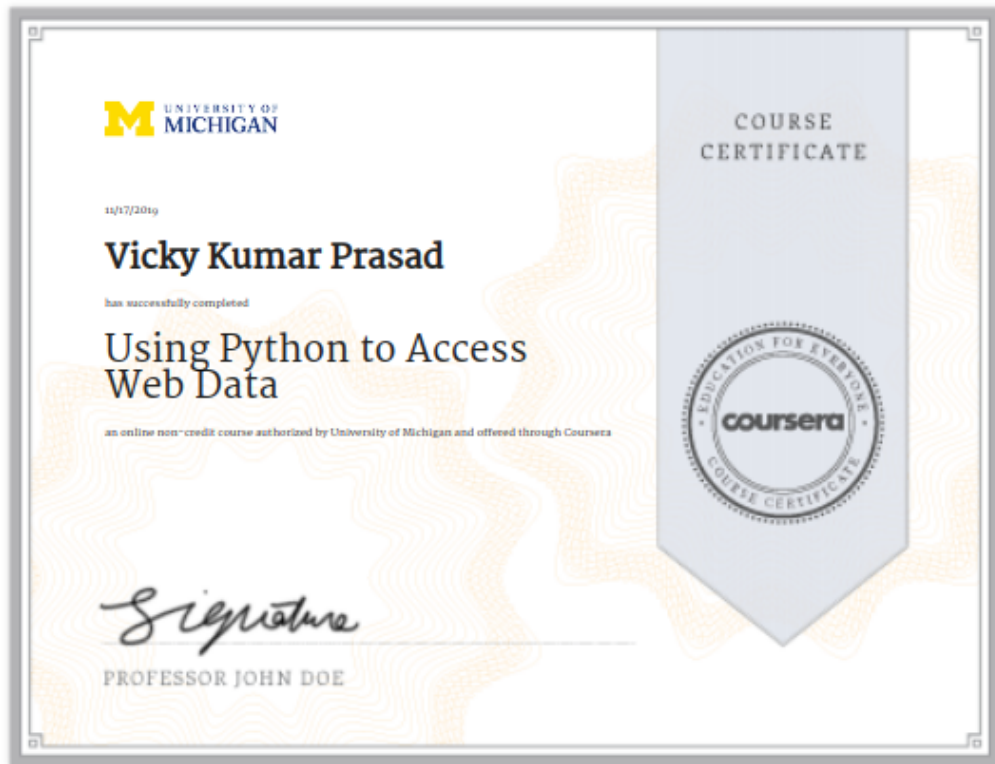 UNIVERSITY OF
MICHIGAN
COURSE
CERTIFICATE
11/17/2019
Vicky Kumar Prasad
has successfully completed
Using Python to Access
Web Data
an online non-credit course authorized by University of Michigan and offered through Coursera
EDUCATION FOR EVERYONE
coursera
COURSE CERTIFICATE
Signature
PROFESSOR JOHN DOE